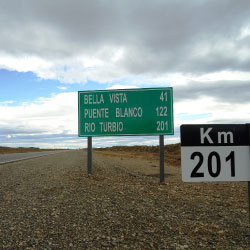 BELLA VISTA 41
PUENTE BLANCO 122
RIO TURBIO 201
Km
201